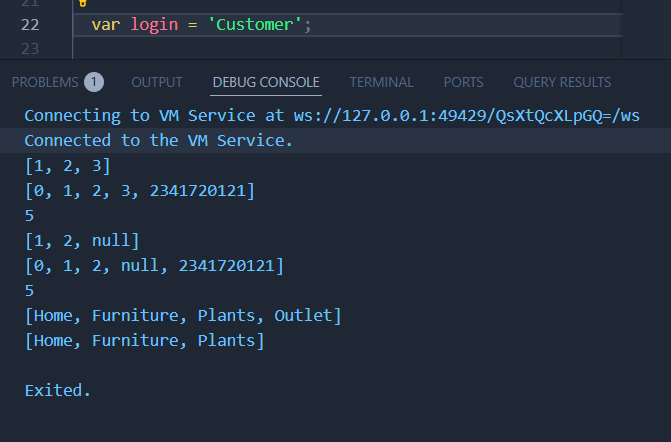 21
22 var login = 'Customer';
23
PROBLEMS 1 OUTPUT DEBUG CONSOLE TERMINAL PORTS QUERY RESULTS
Connecting to VM Service at ws://127.0.0.1:49429/QsXtQcXLpGQ=/ws
Connected to the VM Service.
[1, 2, 3]
[0, 1, 2, 3, 2341720121]
5
[1, 2, null]
[0, 1, 2, null, 2341720121]
5
[Home, Furniture, Plants, Outlet]
[Home, Furniture, Plants]
Exited.